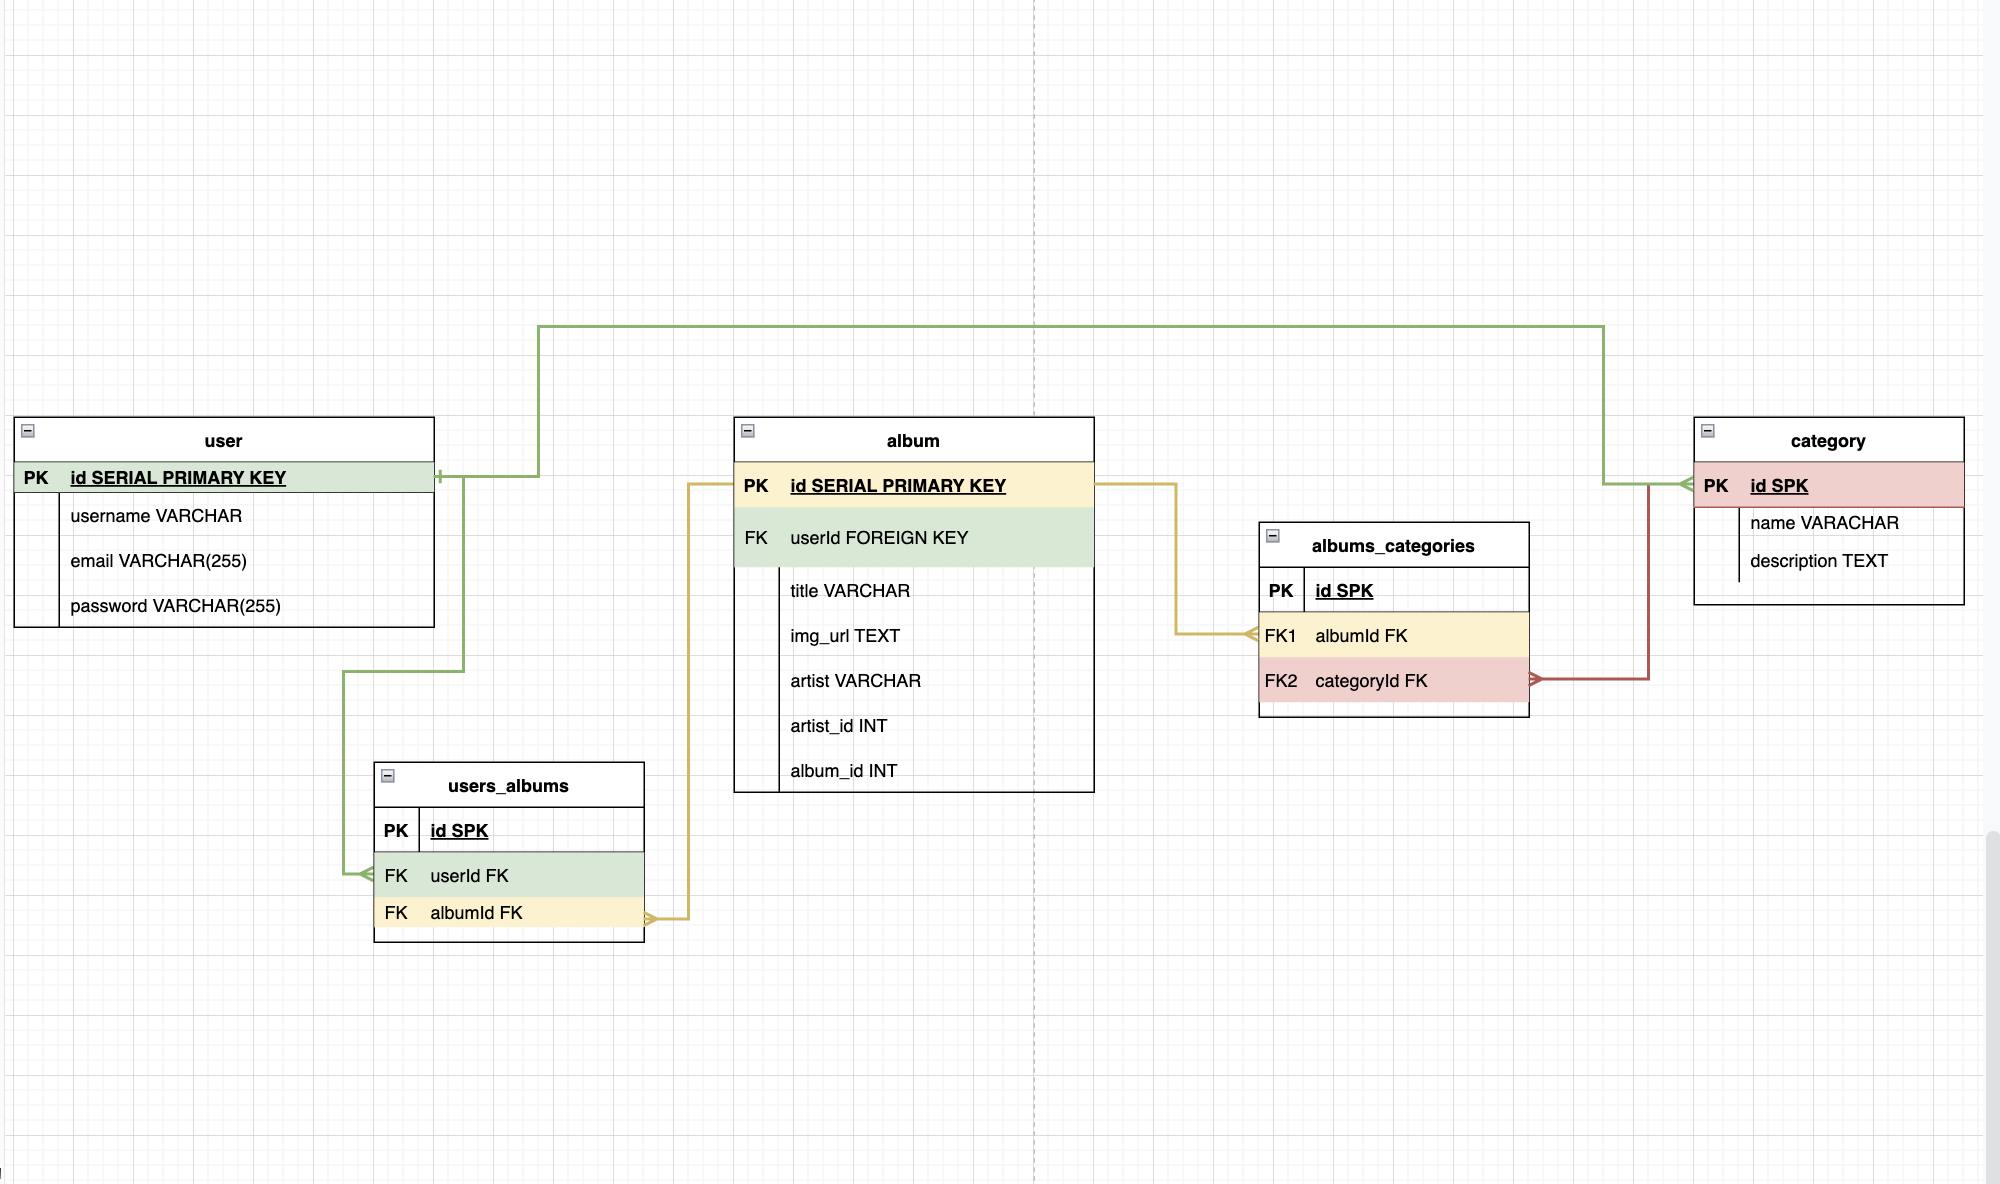 user
PK id SERIAL PRIMARY KEY
username VARCHAR
email VARCHAR(255)
password VARCHAR(255)
album
PK id SERIAL PRIMARY KEY
FK userId FOREIGN KEY
title VARCHAR
img_url TEXT
artist VARCHAR
artist_id INT
album_id INT
albums_categories
PK id SPK
FK1 albumId FK
FK2 categoryId FK
category
PK id SPK
name VARACHAR
description TEXT
users_albums
PK id SPK
FK userId FK
FK albumId FK